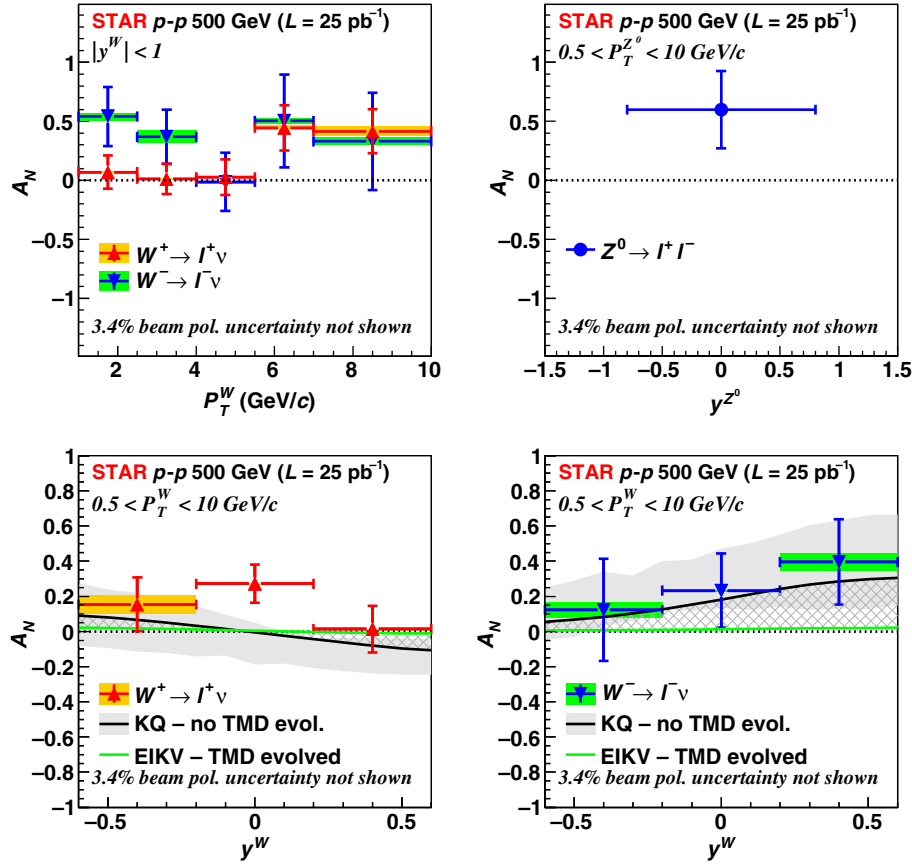 STAR p-p 500 GeV (L = 25 pb⁻¹)
|y^W| < 1
A_N
1
0.5
0
−0.5
−1
W⁺ → l⁺ν
W⁻ → l⁻ν
3.4% beam pol. uncertainty not shown
2 4 6 8 10
P_T^W (GeV/c)
STAR p-p 500 GeV (L = 25 pb⁻¹)
0.5 < P_T^{Z⁰} < 10 GeV/c
A_N
1
0.5
0
−0.5
−1
Z⁰ → l⁺ l⁻
3.4% beam pol. uncertainty not shown
−1.5 −1 −0.5 0 0.5 1 1.5
y^{Z⁰}
STAR p-p 500 GeV (L = 25 pb⁻¹)
0.5 < P_T^W < 10 GeV/c
A_N
1
0.8
0.6
0.4
0.2
0
−0.2
−0.4
−0.6
−0.8
−1
W⁺ → l⁺ν
KQ – no TMD evol.
EIKV – TMD evolved
3.4% beam pol. uncertainty not shown
−0.5 0 0.5
y^W
STAR p-p 500 GeV (L = 25 pb⁻¹)
0.5 < P_T^W < 10 GeV/c
A_N
1
0.8
0.6
0.4
0.2
0
−0.2
−0.4
−0.6
−0.8
−1
W⁻ → l⁻ν
KQ – no TMD evol.
EIKV – TMD evolved
3.4% beam pol. uncertainty not shown
−0.5 0 0.5
y^W